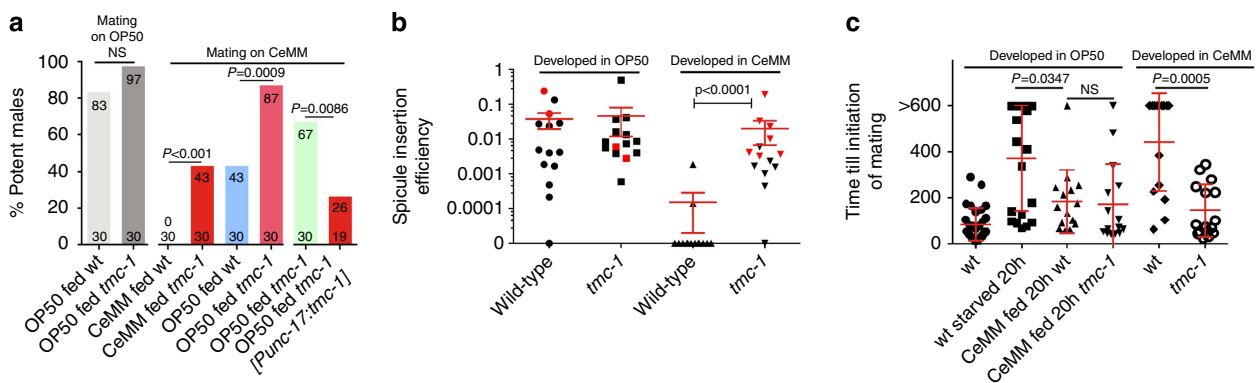 a
Mating
on OP50
NS
Mating on CeMM
P=0.0009
P=0.0086
P<0.001
% Potent males
100
80
60
40
20
0
83
97
0
43
43
87
67
26
30
30
30
30
30
30
30
19
OP50 fed wt
OP50 fed tmc-1
CeMM fed wt
CeMM fed tmc-1
OP50 fed wt
OP50 fed tmc-1
OP50 fed tmc-1
OP50 fed tmc-1
[Punc-17:tmc-1]
b
Developed in OP50
Developed in CeMM
p<0.0001
Spicule insertion
efficiency
1
0.1
0.01
0.001
0.0001
0
Wild-type
tmc-1
Wild-type
tmc-1
c
Developed in OP50
Developed in CeMM
P=0.0347
NS
P=0.0005
Time till initiation
of mating
>600
400
200
0
wt
wt starved 20h
CeMM fed 20h wt
CeMM fed 20h tmc-1
wt
tmc-1